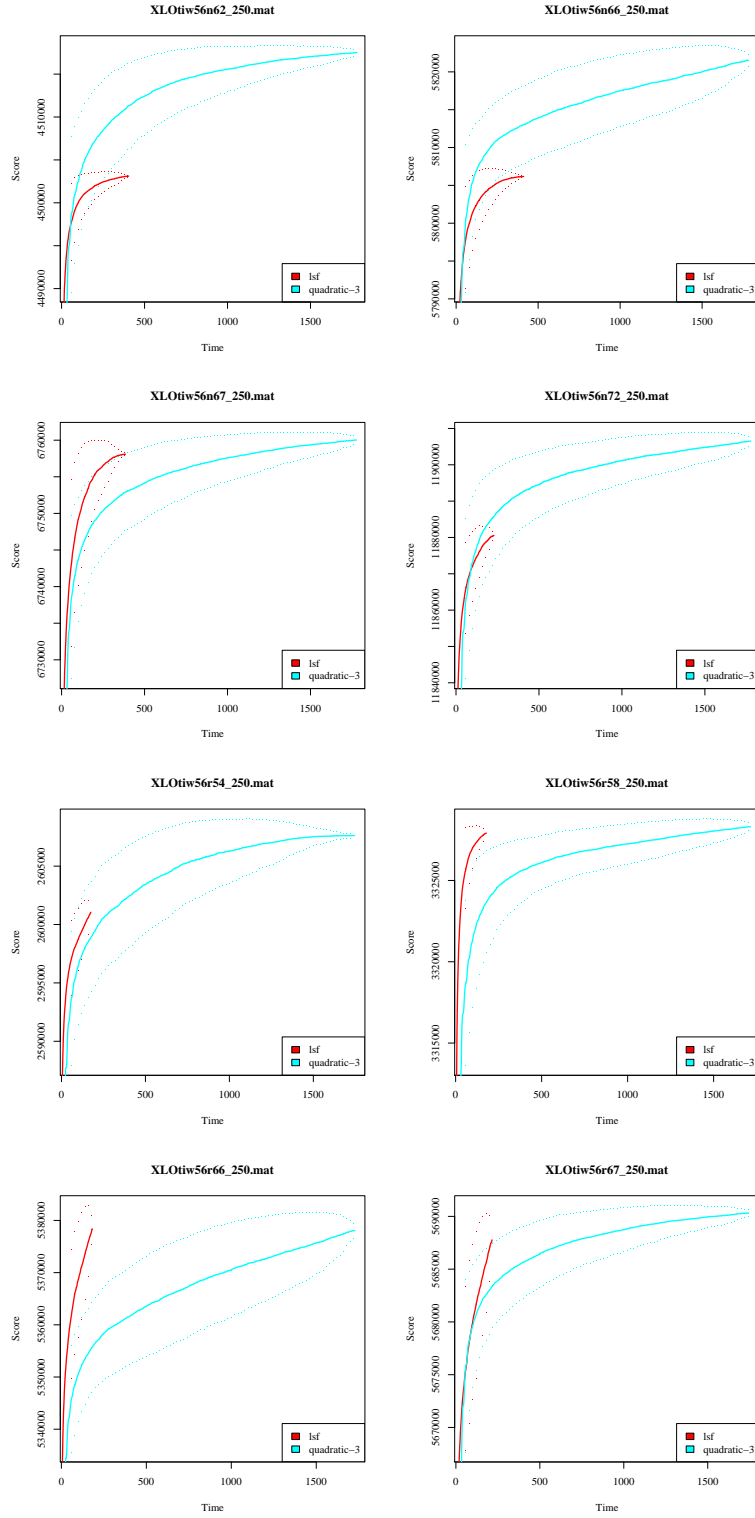 XLOtiw56n62_250.mat
Score
4490000 4500000 4510000
0 500 1000 1500
Time
lsf
quadratic−3
XLOtiw56n66_250.mat
Score
5790000 5800000 5810000 5820000
0 500 1000 1500
Time
lsf
quadratic−3
XLOtiw56n67_250.mat
Score
6730000 6740000 6750000 6760000
0 500 1000 1500
Time
lsf
quadratic−3
XLOtiw56n72_250.mat
Score
11840000 11860000 11880000 11900000
0 500 1000 1500
Time
lsf
quadratic−3
XLOtiw56r54_250.mat
Score
2590000 2595000 2600000 2605000
0 500 1000 1500
Time
lsf
quadratic−3
XLOtiw56r58_250.mat
Score
3315000 3320000 3325000
0 500 1000 1500
Time
lsf
quadratic−3
XLOtiw56r66_250.mat
Score
5340000 5350000 5360000 5370000 5380000
0 500 1000 1500
Time
lsf
quadratic−3
XLOtiw56r67_250.mat
Score
5670000 5675000 5680000 5685000 5690000
0 500 1000 1500
Time
lsf
quadratic−3